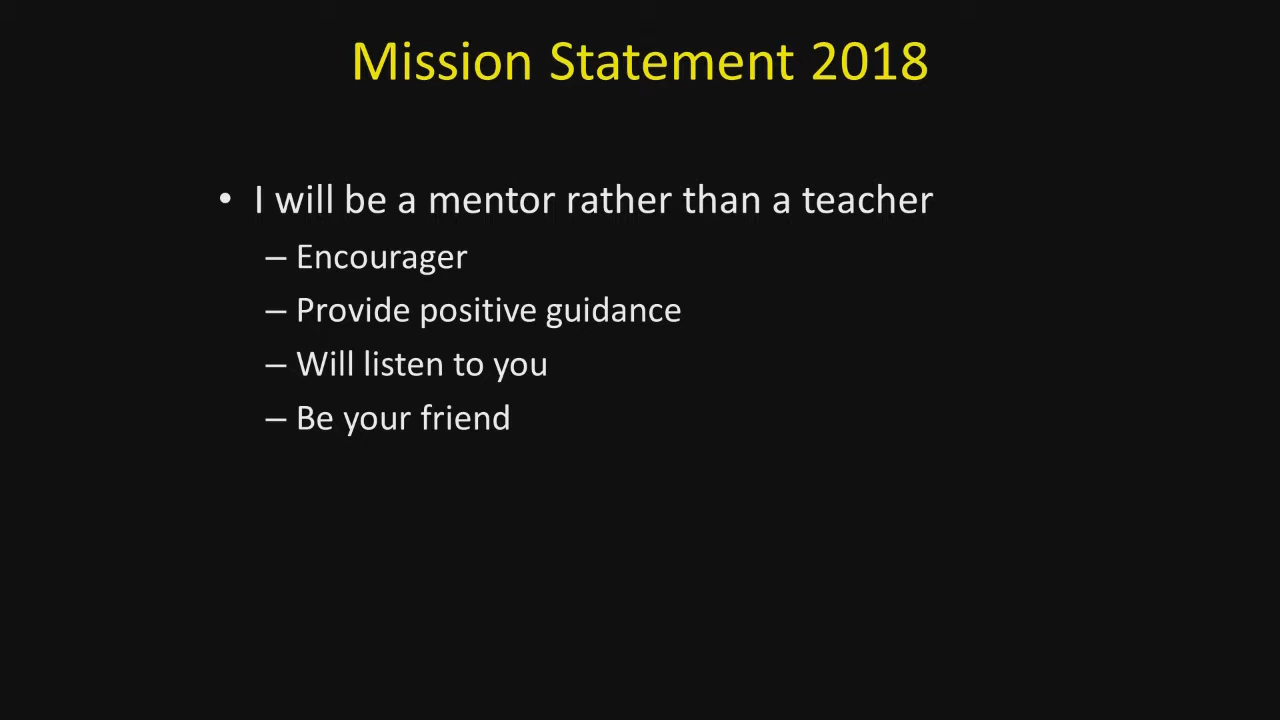 Mission Statement 2018
• I will be a mentor rather than a teacher
– Encourager
– Provide positive guidance
– Will listen to you
– Be your friend